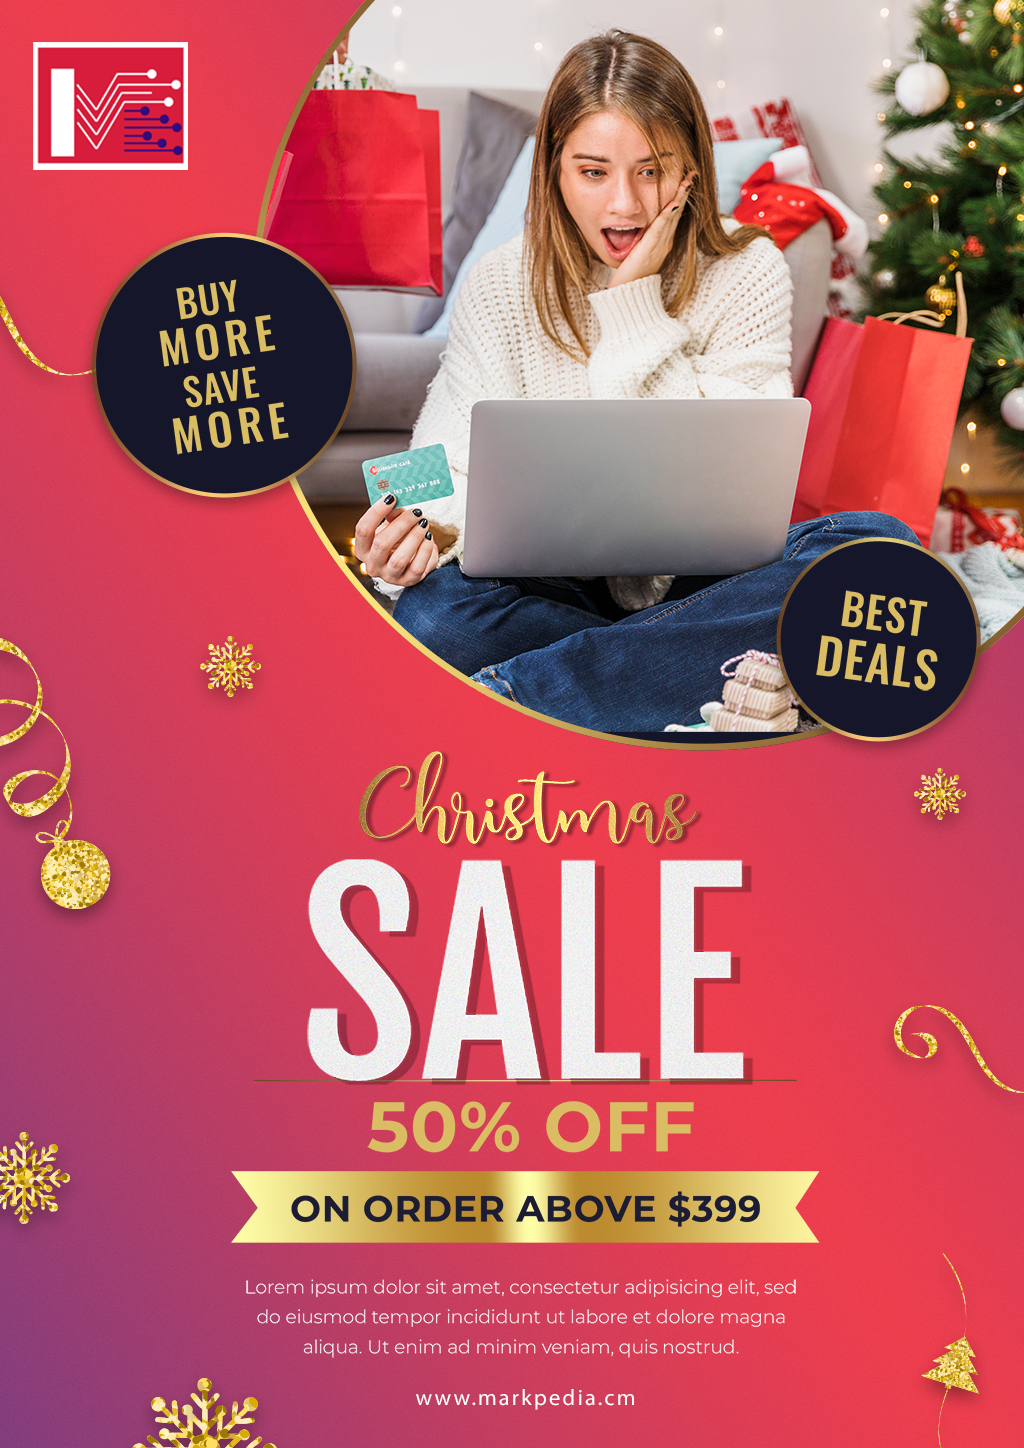 BUY
MORE
SAVE
MORE
BEST
DEALS
Christmas
SALE
50% OFF
ON ORDER ABOVE $399
Lorem ipsum dolor sit amet, consectetur adipisicing elit, sed
do eiusmod tempor incididunt ut labore et dolore magna
aliqua. Ut enim ad minim veniam, quis nostrud.
www.markpedia.cm